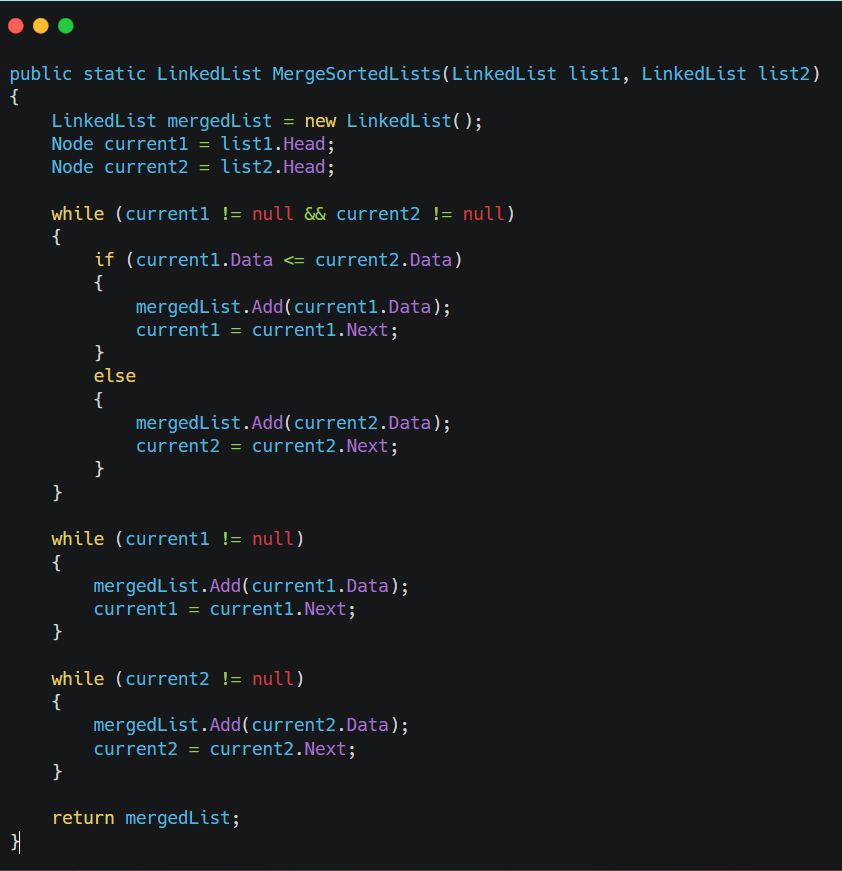 public static LinkedList MergeSortedLists(LinkedList list1, LinkedList list2)
{
    LinkedList mergedList = new LinkedList();
    Node current1 = list1.Head;
    Node current2 = list2.Head;

    while (current1 != null && current2 != null)
    {
        if (current1.Data <= current2.Data)
        {
            mergedList.Add(current1.Data);
            current1 = current1.Next;
        }
        else
        {
            mergedList.Add(current2.Data);
            current2 = current2.Next;
        }
    }

    while (current1 != null)
    {
        mergedList.Add(current1.Data);
        current1 = current1.Next;
    }

    while (current2 != null)
    {
        mergedList.Add(current2.Data);
        current2 = current2.Next;
    }

    return mergedList;
}